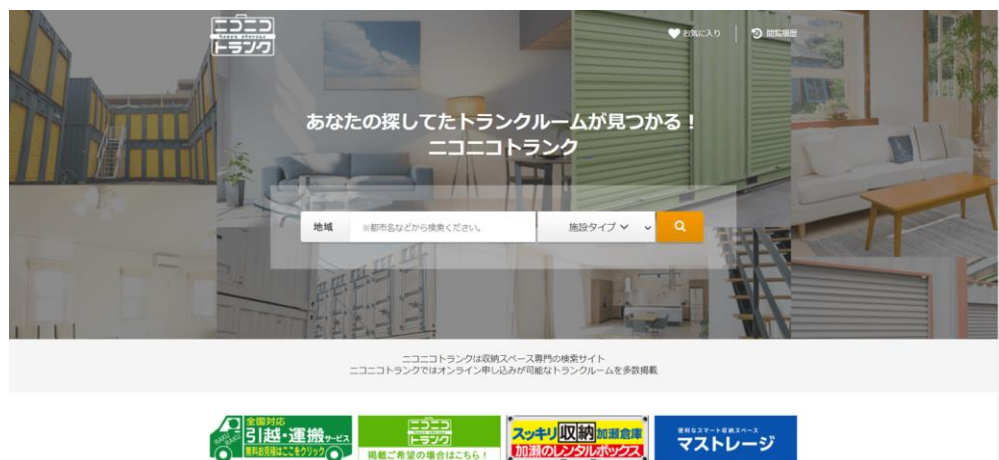 ニコニコ
トランク
お気に入り
閲覧履歴
あなたの探してたトランクルームが見つかる！
ニコニコトランク
地域
※都市名などから検索ください。
施設タイプ
ニコニコトランクは収納スペース専門の検索サイト
ニコニコトランクではオンライン申し込みが可能なトランクルームを多数掲載
全国対応
引越・運搬サービス
無料お見積はここをクリック
RAKU RAKU
ニコニコ
トランク
掲載ご希望の場合はこちら！
スッキリ収納加瀬倉庫
加瀬のレンタルボックス
便利なスマート収納スペース
マストレージ